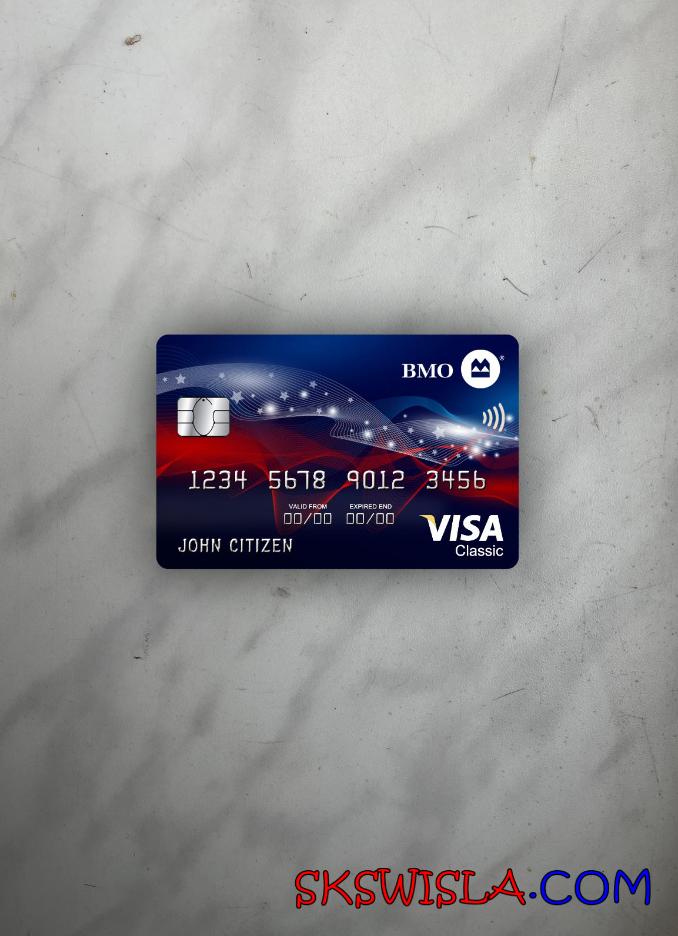 BMO ®
1234 5678 9012 3456
VALID FROM EXPIRED END
00/00 00/00
VISA
Classic
JOHN CITIZEN
SKSWISLA.COM